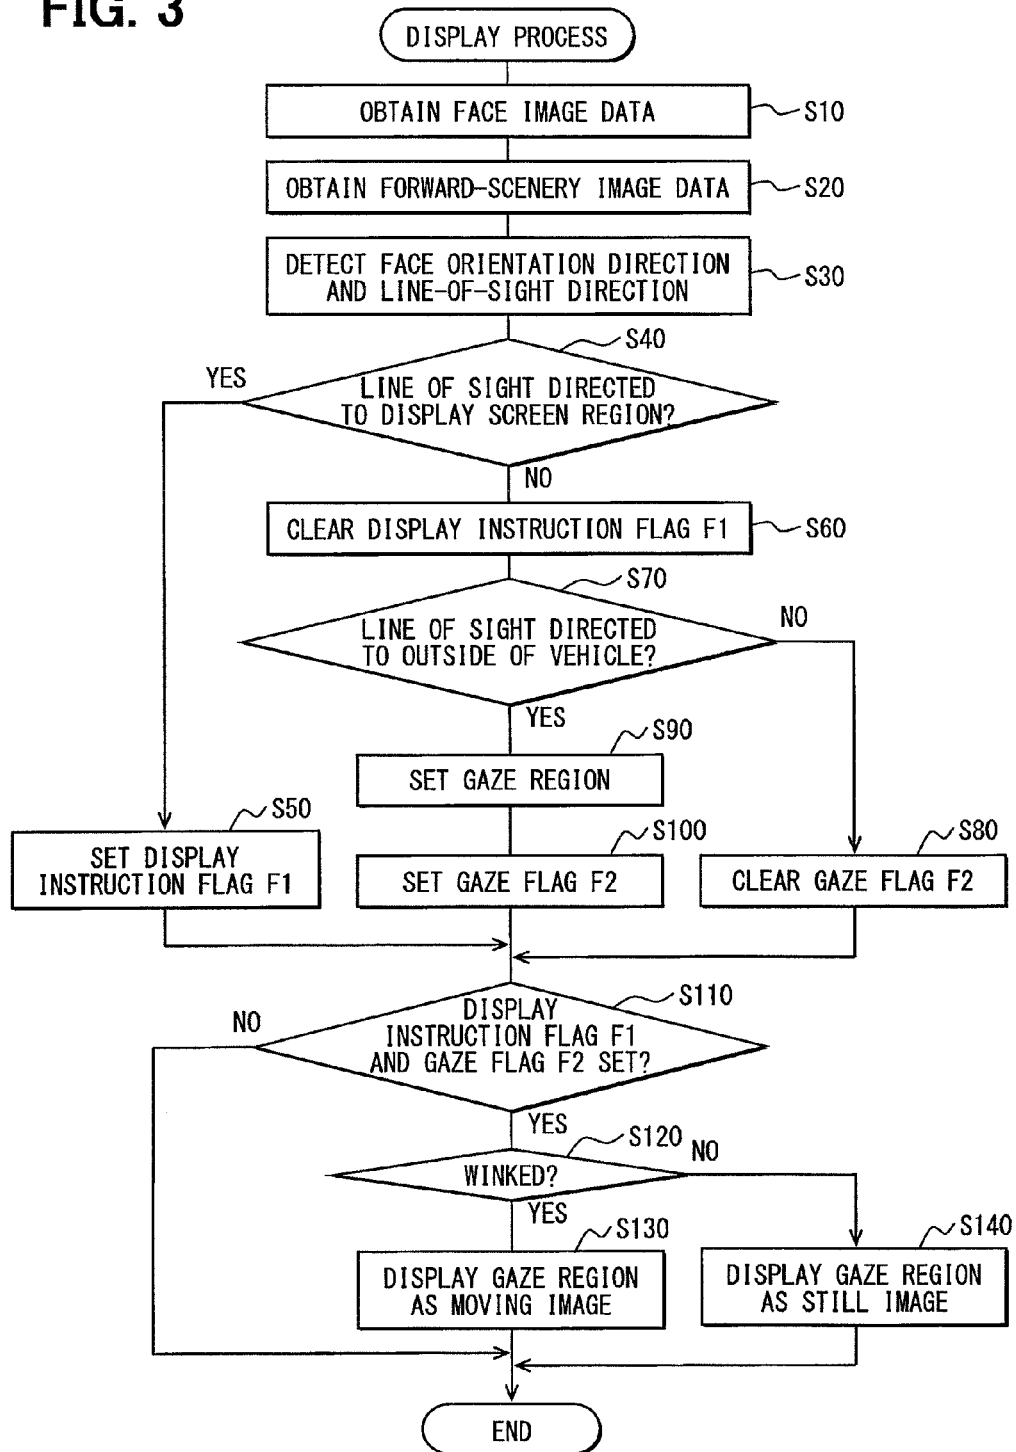 FIG. 3
DISPLAY PROCESS
OBTAIN FACE IMAGE DATA
S10
OBTAIN FORWARD-SCENERY IMAGE DATA
S20
DETECT FACE ORIENTATION DIRECTION
AND LINE-OF-SIGHT DIRECTION
S30
S40
YES
LINE OF SIGHT DIRECTED
TO DISPLAY SCREEN REGION?
NO
CLEAR DISPLAY INSTRUCTION FLAG F1
S60
S70
NO
LINE OF SIGHT DIRECTED
TO OUTSIDE OF VEHICLE?
YES
S90
SET GAZE REGION
S50
SET DISPLAY
INSTRUCTION FLAG F1
S100
SET GAZE FLAG F2
S80
CLEAR GAZE FLAG F2
S110
NO
DISPLAY
INSTRUCTION FLAG F1
AND GAZE FLAG F2 SET?
YES
S120
NO
WINKED?
YES
S130
DISPLAY GAZE REGION
AS MOVING IMAGE
S140
DISPLAY GAZE REGION
AS STILL IMAGE
END